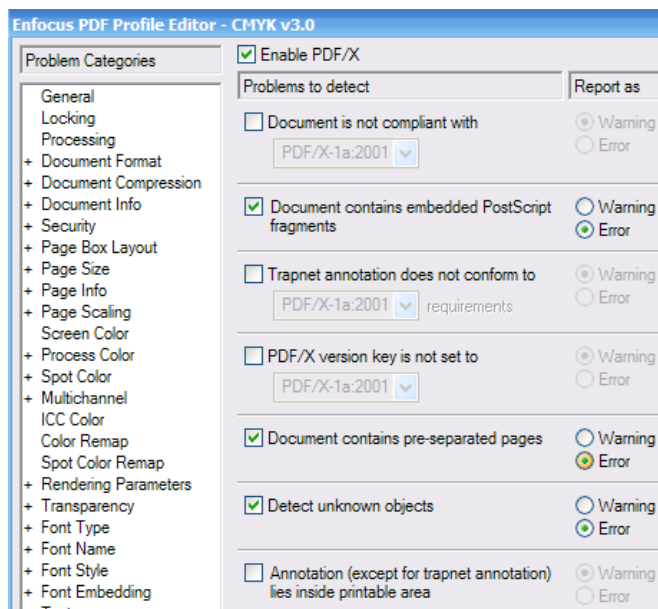 Enfocus PDF Profile Editor - CMYK v3.0
Problem Categories
General
Locking
Processing
+ Document Format
+ Document Compression
+ Document Info
+ Security
+ Page Box Layout
+ Page Size
+ Page Info
+ Page Scaling
Screen Color
+ Process Color
+ Spot Color
+ Multichannel
ICC Color
Color Remap
Spot Color Remap
+ Rendering Parameters
+ Transparency
+ Font Type
+ Font Name
+ Font Style
+ Font Embedding
Enable PDF/X
Problems to detect
Report as
Document is not compliant with
PDF/X-1a:2001
Warning
Error
Document contains embedded PostScript
fragments
Warning
Error
Trapnet annotation does not conform to
PDF/X-1a:2001 requirements
Warning
Error
PDF/X version key is not set to
PDF/X-1a:2001
Warning
Error
Document contains pre-separated pages
Warning
Error
Detect unknown objects
Warning
Error
Annotation (except for trapnet annotation)
lies inside printable area
Warning
Error